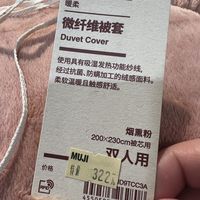 暖柔
微纤维被套
Duvet Cover
使用具有吸湿发热功能纱线，
经过抗菌、防螨加工的绒感面料。
柔软温暖且触感舒适。
烟熏粉
200×230cm被芯用
双人用
价格
MUJI
322